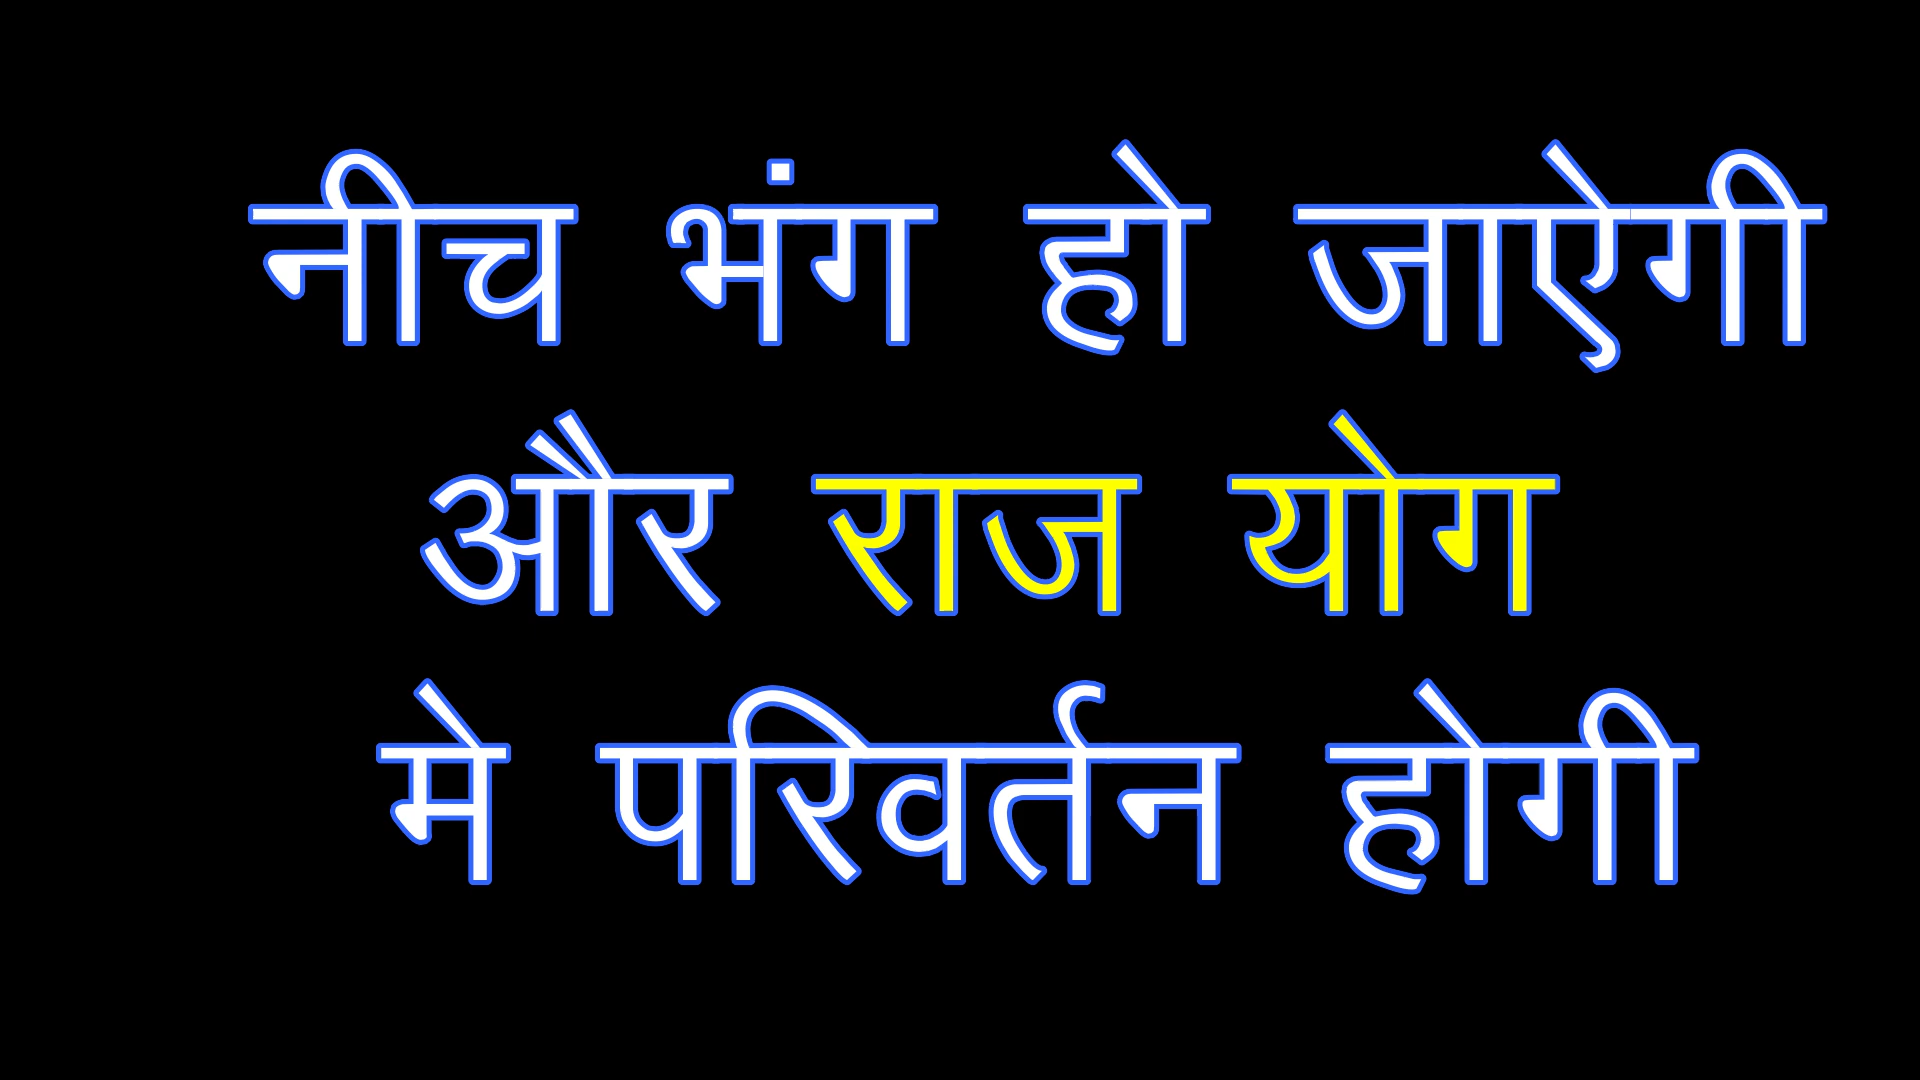 नीच भंग हो जाऐगी
और राज योग
मे परिवर्तन होगी